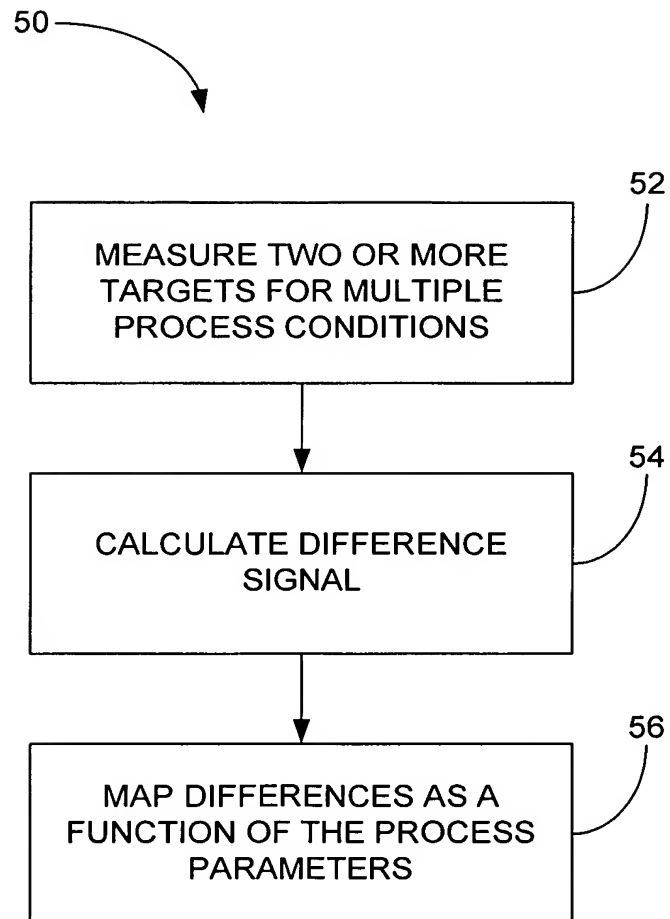 50
52
MEASURE TWO OR MORE
TARGETS FOR MULTIPLE
PROCESS CONDITIONS
54
CALCULATE DIFFERENCE
SIGNAL
56
MAP DIFFERENCES AS A
FUNCTION OF THE PROCESS
PARAMETERS